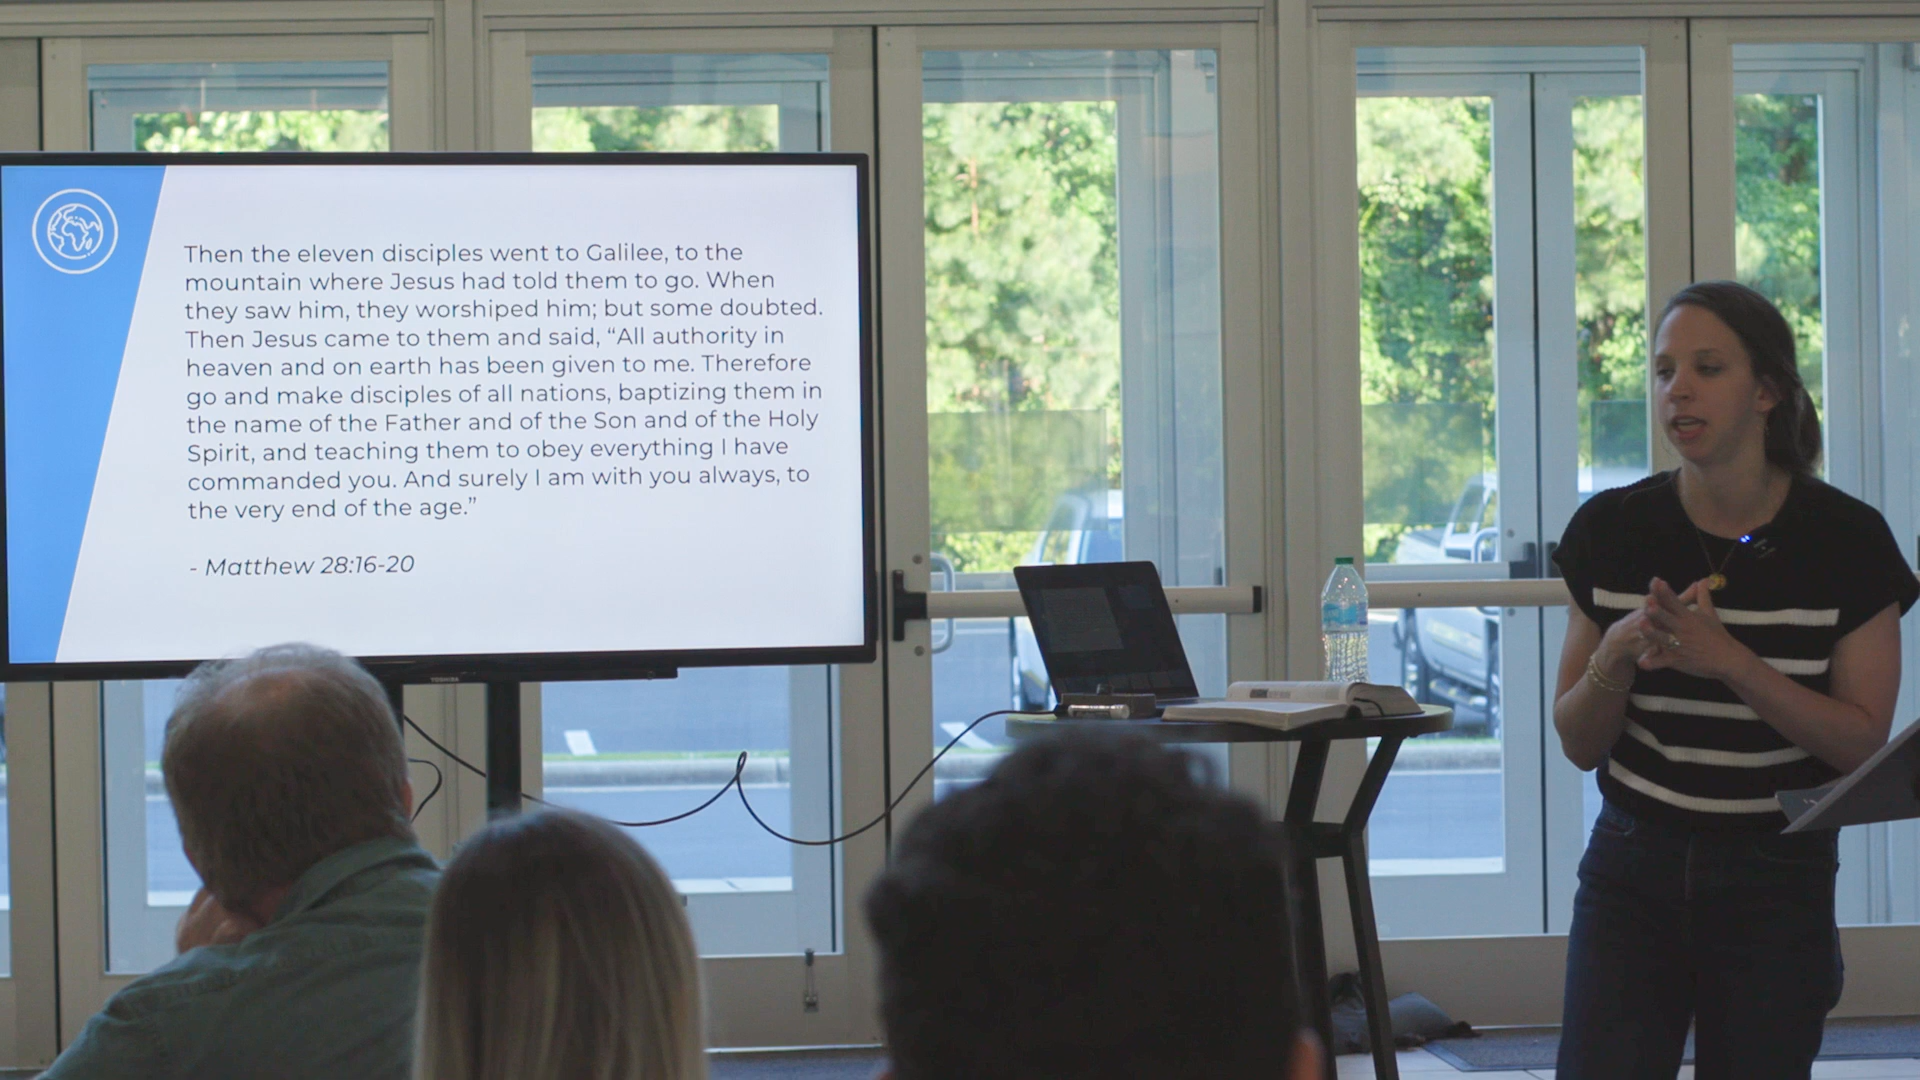 Then the eleven disciples went to Galilee, to the
mountain where Jesus had told them to go. When
they saw him, they worshiped him; but some doubted.
Then Jesus came to them and said, “All authority in
heaven and on earth has been given to me. Therefore
go and make disciples of all nations, baptizing them in
the name of the Father and of the Son and of the Holy
Spirit, and teaching them to obey everything I have
commanded you. And surely I am with you always, to
the very end of the age.”
- Matthew 28:16-20
TOSHIBA